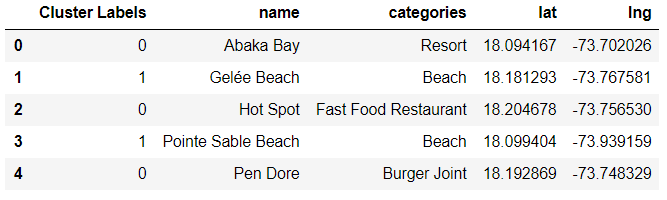 Cluster Labels name categories lat lng
0 0 Abaka Bay Resort 18.094167 -73.702026
1 1 Gelée Beach Beach 18.181293 -73.767581
2 0 Hot Spot Fast Food Restaurant 18.204678 -73.756530
3 1 Pointe Sable Beach Beach 18.099404 -73.939159
4 0 Pen Dore Burger Joint 18.192869 -73.748329